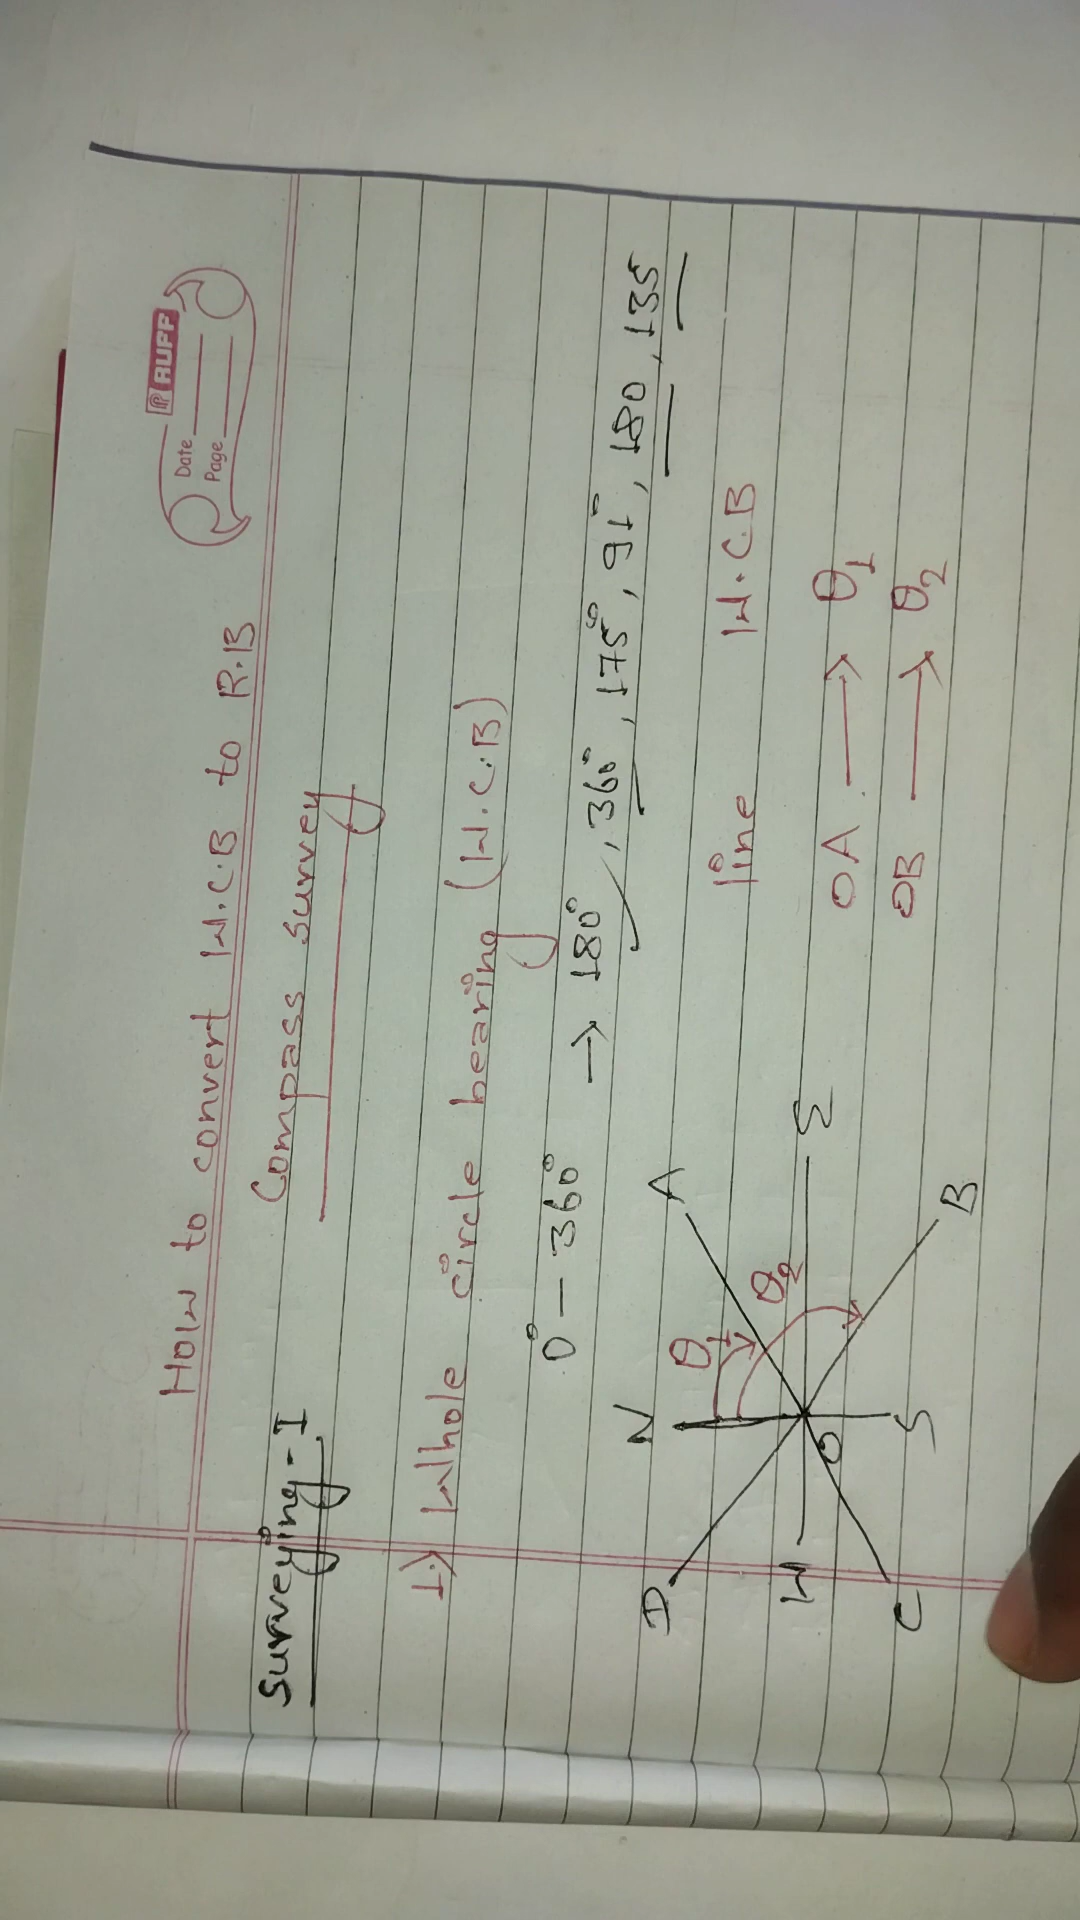 RUFF
Date
Page
How to convert W.C.B to R.B
Surveying-I Compass survey
1.) Whole circle bearing (W.C.B)
0° - 360° → 180°, 360°, 175°, 91°, 180, 135
line W.C.B
OA → θ1
OB → θ2
N
A
D
θ1
θ2
W
E
O
C
S
B